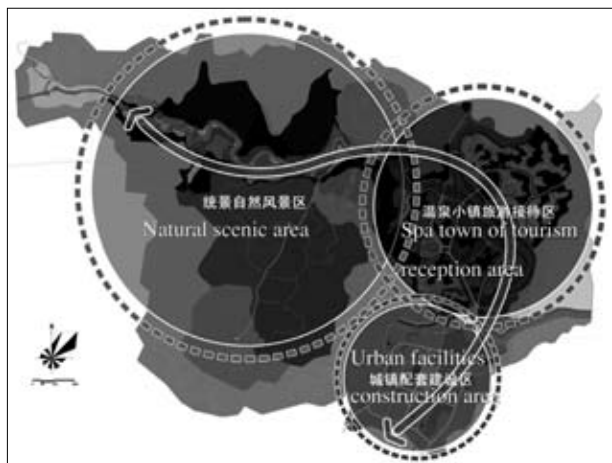 统景自然风景区
Natural scenic area
温泉小镇旅游接待区
Spa town of tourism
reception area
Urban facilities
城镇配套建设区
construction area